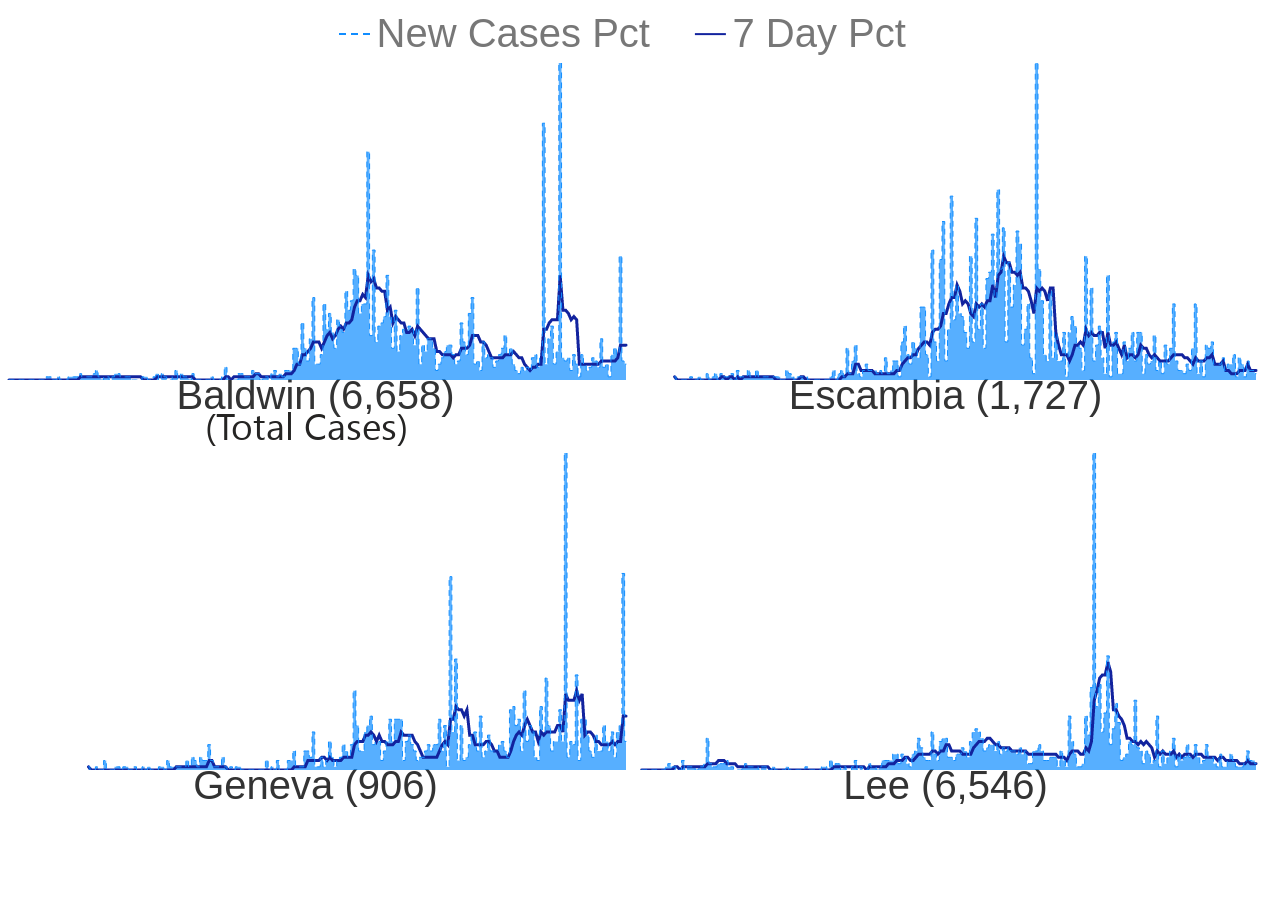 New Cases Pct 7 Day Pct
Baldwin (6,658) Escambia (1,727)
(Total Cases)
Geneva (906) Lee (6,546)